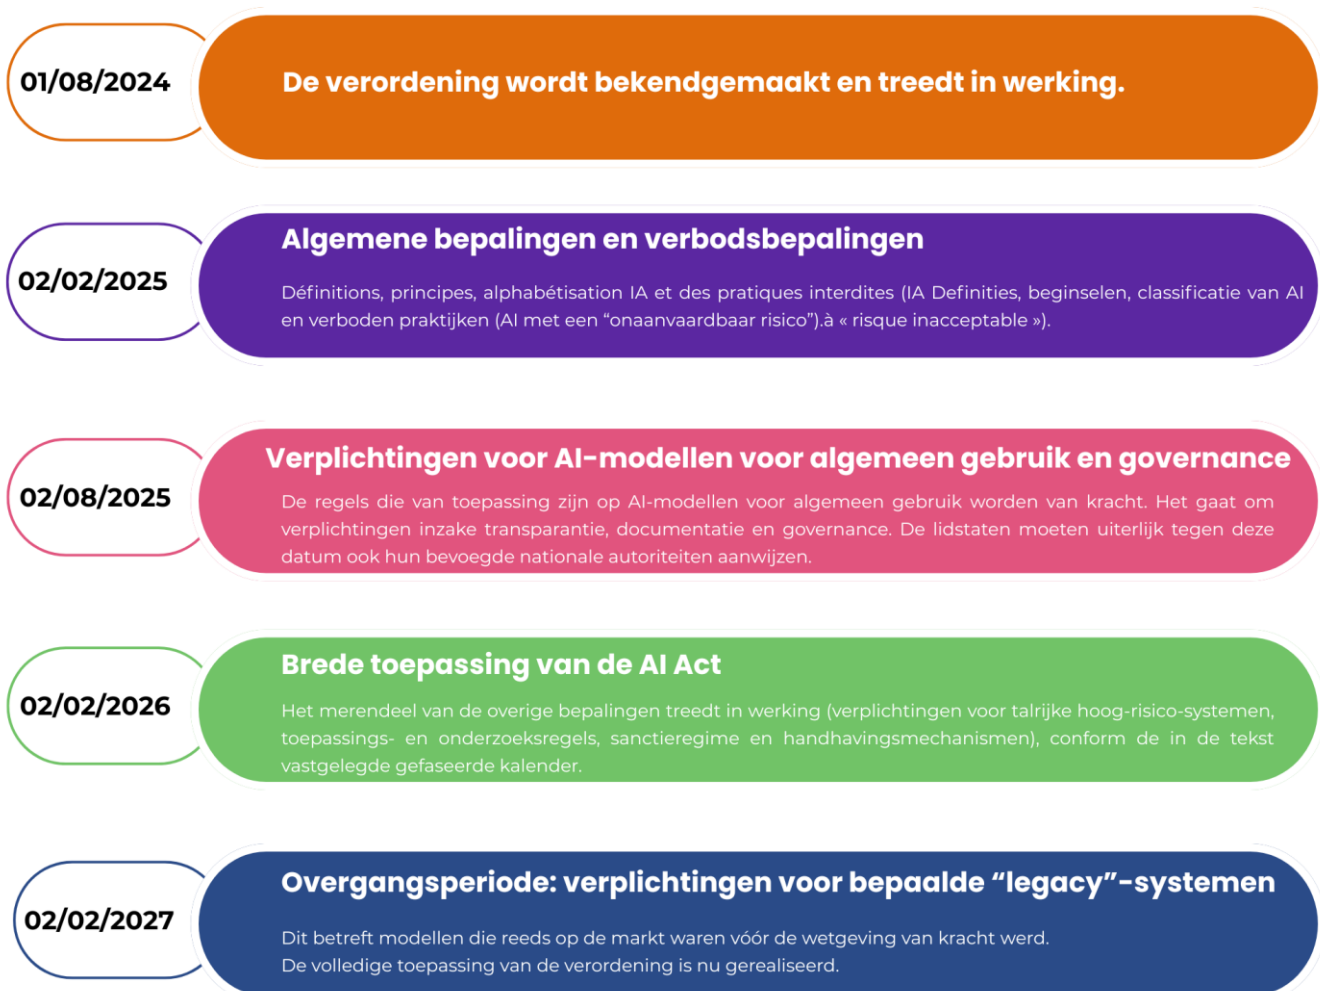 01/08/2024
De verordening wordt bekendgemaakt en treedt in werking.
02/02/2025
Algemene bepalingen en verbodsbepalingen
Définitions, principes, alphabétisation IA et des pratiques interdites (IA Definities, beginselen, classificatie van AI
en verboden praktijken (AI met een “onaanvaardbaar risico”).à « risque inacceptable »).
02/08/2025
Verplichtingen voor AI-modellen voor algemeen gebruik en governance
De regels die van toepassing zijn op AI-modellen voor algemeen gebruik worden van kracht. Het gaat om
verplichtingen inzake transparantie, documentatie en governance. De lidstaten moeten uiterlijk tegen deze
datum ook hun bevoegde nationale autoriteiten aanwijzen.
02/02/2026
Brede toepassing van de AI Act
Het merendeel van de overige bepalingen treedt in werking (verplichtingen voor talrijke hoog-risico-systemen,
toepassings- en onderzoeksregels, sanctieregime en handhavingsmechanismen), conform de in de tekst
vastgelegde gefaseerde kalender.
02/02/2027
Overgangsperiode: verplichtingen voor bepaalde “legacy”-systemen
Dit betreft modellen die reeds op de markt waren vóór de wetgeving van kracht werd.
De volledige toepassing van de verordening is nu gerealiseerd.